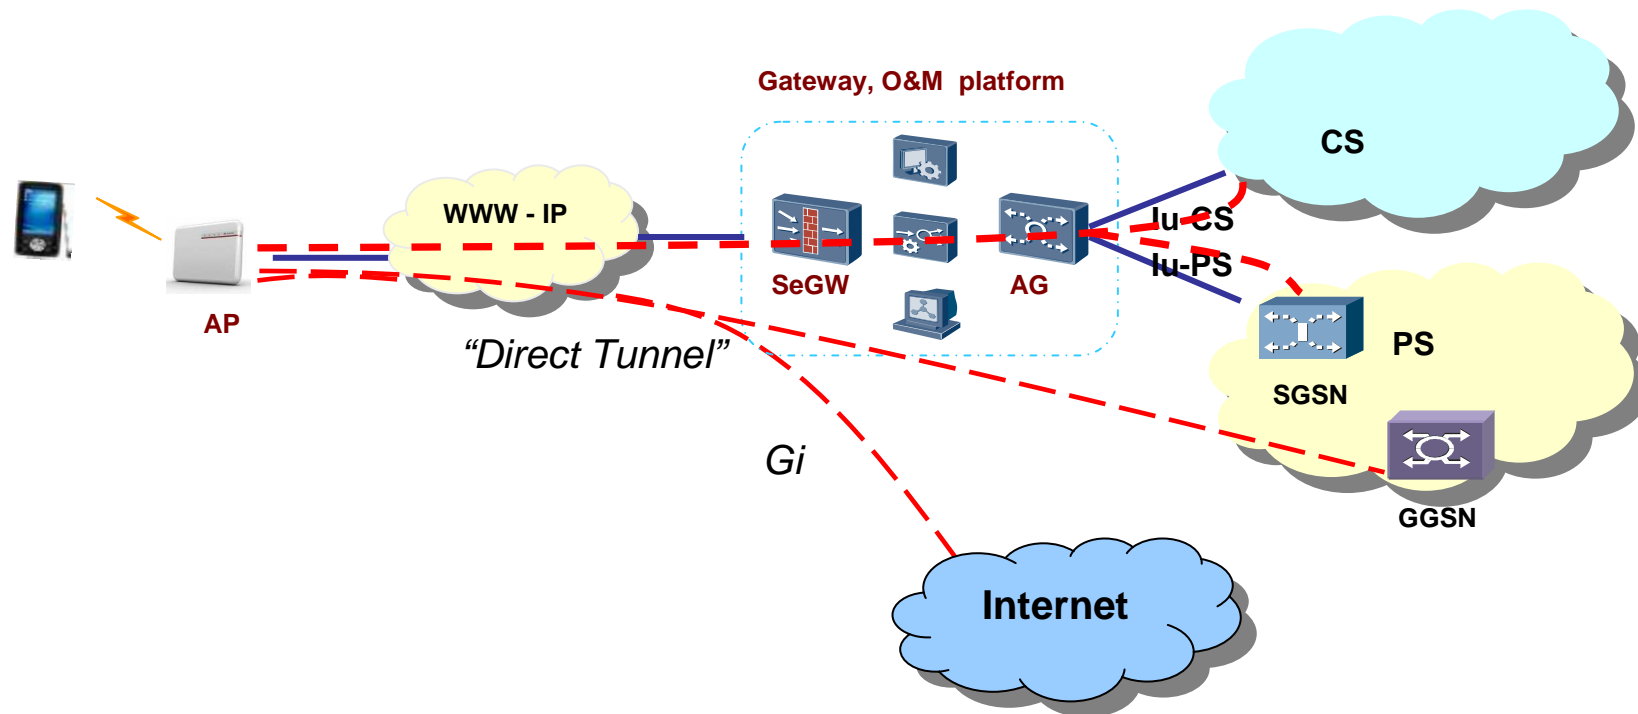 Gateway, O&M platform
CS
WWW - IP
Iu-CS
Iu-PS
SeGW
AG
AP
"Direct Tunnel"
PS
SGSN
Gi
GGSN
Internet